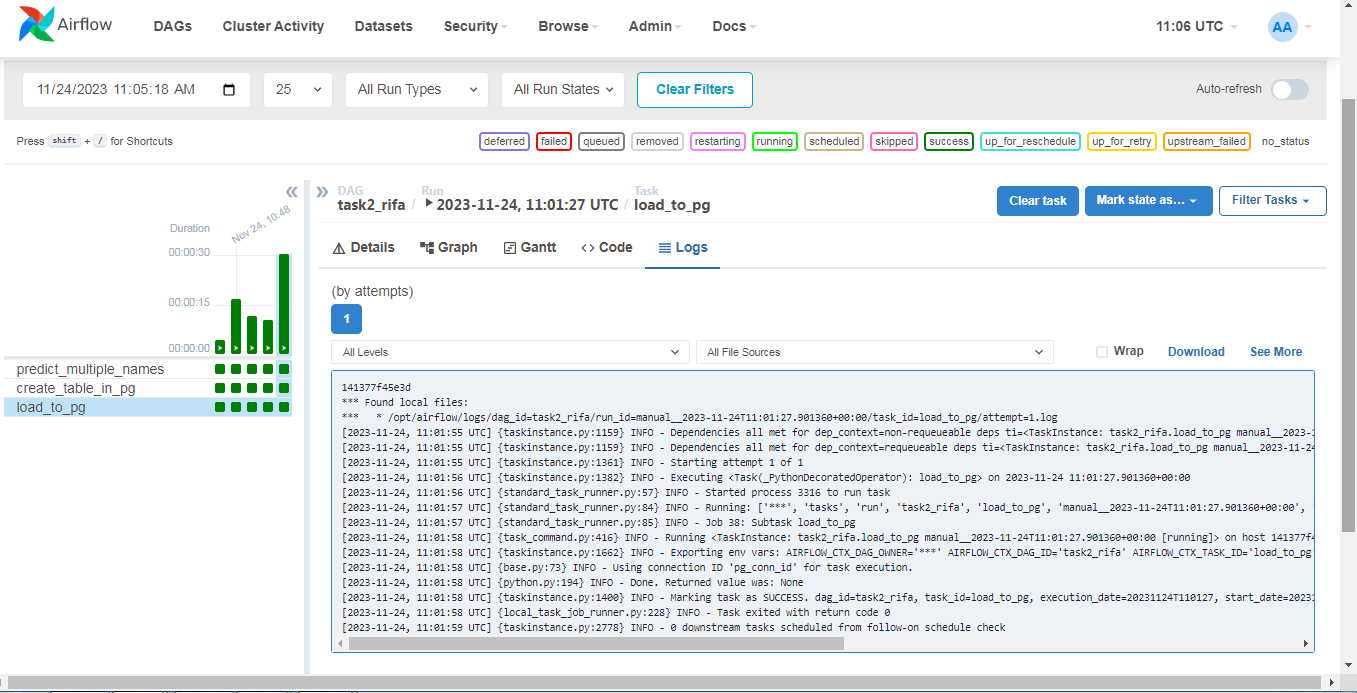 Airflow DAGs Cluster Activity Datasets Security Browse Admin Docs 11:06 UTC AA
11/24/2023 11:05:18 AM 25 All Run Types All Run States Clear Filters Auto-refresh
Press shift + / for Shortcuts deferred failed queued removed restarting running scheduled skipped success up_for_reschedule up_for_retry upstream_failed no_status
Duration
Nov 24, 10:48
00:00:30
00:00:15
00:00:00
predict_multiple_names
create_table_in_pg
load_to_pg
DAG Run Task
task2_rifa / 2023-11-24, 11:01:27 UTC / load_to_pg
Clear task Mark state as... Filter Tasks
Details Graph Gantt Code Logs
(by attempts)
1
All Levels All File Sources Wrap Download See More
141377f45e3d
*** Found local files:
***   * /opt/airflow/logs/dag_id=task2_rifa/run_id=manual__2023-11-24T11:01:27.901360+00:00/task_id=load_to_pg/attempt=1.log
[2023-11-24, 11:01:55 UTC] {taskinstance.py:1159} INFO - Dependencies all met for dep_context=non-requeueable deps ti=<TaskInstance: task2_rifa.load_to_pg manual__2023-1
[2023-11-24, 11:01:55 UTC] {taskinstance.py:1159} INFO - Dependencies all met for dep_context=requeueable deps ti=<TaskInstance: task2_rifa.load_to_pg manual__2023-11-24
[2023-11-24, 11:01:55 UTC] {taskinstance.py:1361} INFO - Starting attempt 1 of 1
[2023-11-24, 11:01:56 UTC] {taskinstance.py:1382} INFO - Executing <Task(_PythonDecoratedOperator): load_to_pg> on 2023-11-24 11:01:27.901360+00:00
[2023-11-24, 11:01:56 UTC] {standard_task_runner.py:57} INFO - Started process 3316 to run task
[2023-11-24, 11:01:57 UTC] {standard_task_runner.py:84} INFO - Running: ['***', 'tasks', 'run', 'task2_rifa', 'load_to_pg', 'manual__2023-11-24T11:01:27.901360+00:00',
[2023-11-24, 11:01:57 UTC] {standard_task_runner.py:85} INFO - Job 38: Subtask load_to_pg
[2023-11-24, 11:01:58 UTC] {task_command.py:416} INFO - Running <TaskInstance: task2_rifa.load_to_pg manual__2023-11-24T11:01:27.901360+00:00 [running]> on host 141377f4
[2023-11-24, 11:01:58 UTC] {taskinstance.py:1662} INFO - Exporting env vars: AIRFLOW_CTX_DAG_OWNER='***' AIRFLOW_CTX_DAG_ID='task2_rifa' AIRFLOW_CTX_TASK_ID='load_to_pg
[2023-11-24, 11:01:58 UTC] {base.py:73} INFO - Using connection ID 'pg_conn_id' for task execution.
[2023-11-24, 11:01:58 UTC] {python.py:194} INFO - Done. Returned value was: None
[2023-11-24, 11:01:58 UTC] {taskinstance.py:1400} INFO - Marking task as SUCCESS. dag_id=task2_rifa, task_id=load_to_pg, execution_date=20231124T110127, start_date=20231
[2023-11-24, 11:01:58 UTC] {local_task_job_runner.py:228} INFO - Task exited with return code 0
[2023-11-24, 11:01:59 UTC] {taskinstance.py:2778} INFO - 0 downstream tasks scheduled from follow-on schedule check